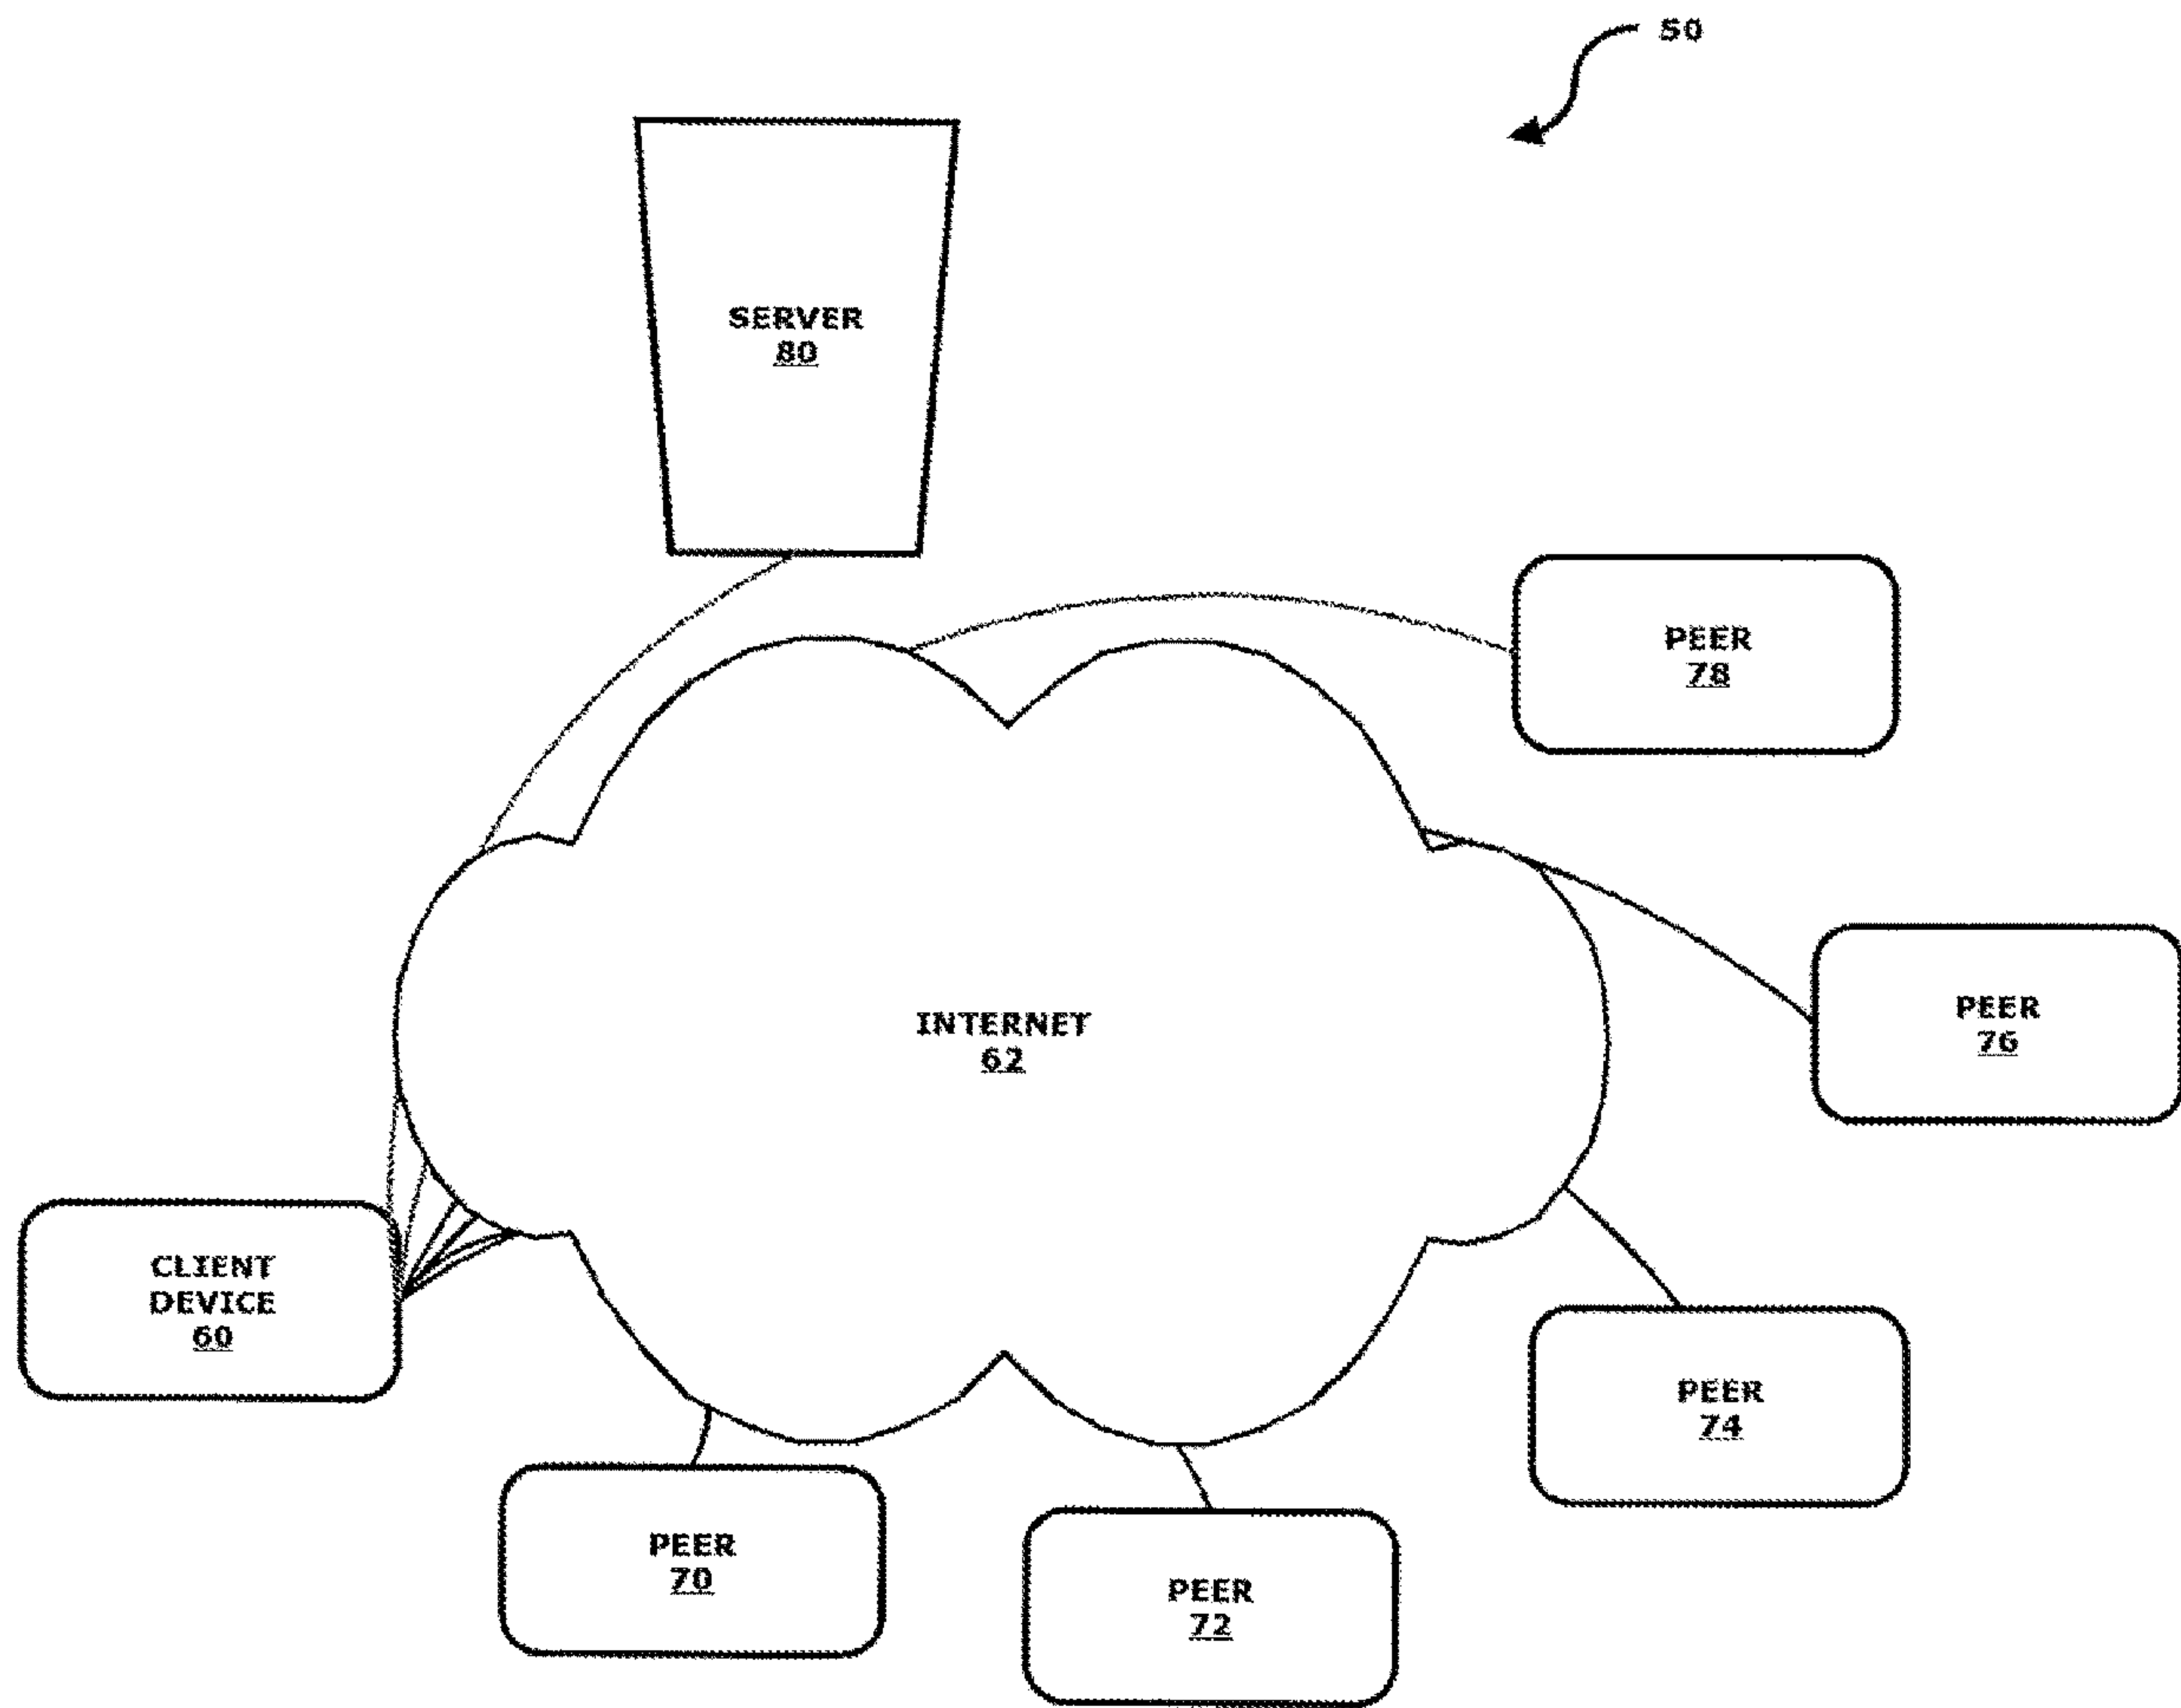 50
SERVER
80
PEER
78
INTERNET
62
PEER
76
CLIENT
DEVICE
60
PEER
74
PEER
70
PEER
72